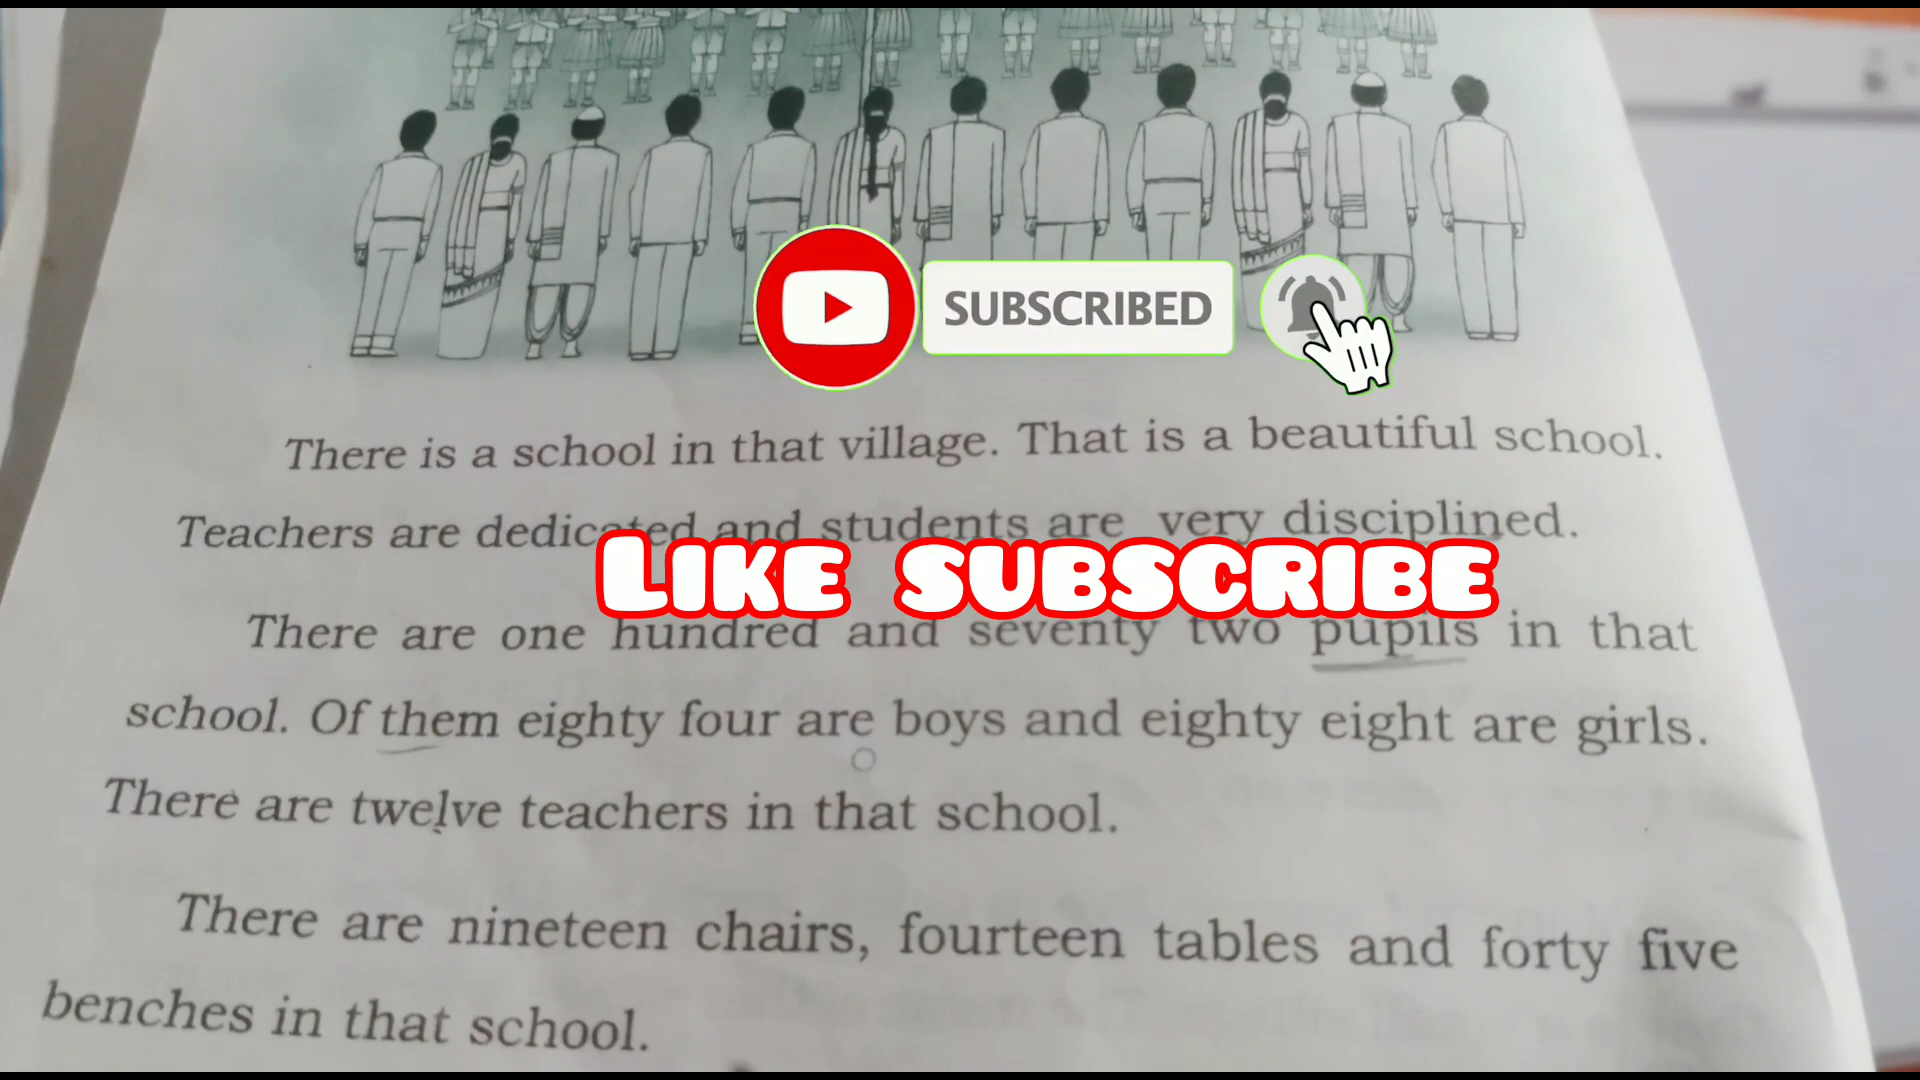 SUBSCRIBED
There is a school in that village. That is a beautiful school.
Teachers are dedicated and students are very disciplined.
LIKE SUBSCRIBE
There are one hundred and seventy two pupils in that
school. Of them eighty four are boys and eighty eight are girls.
There are twelve teachers in that school.
There are nineteen chairs, fourteen tables and forty five
benches in that school.